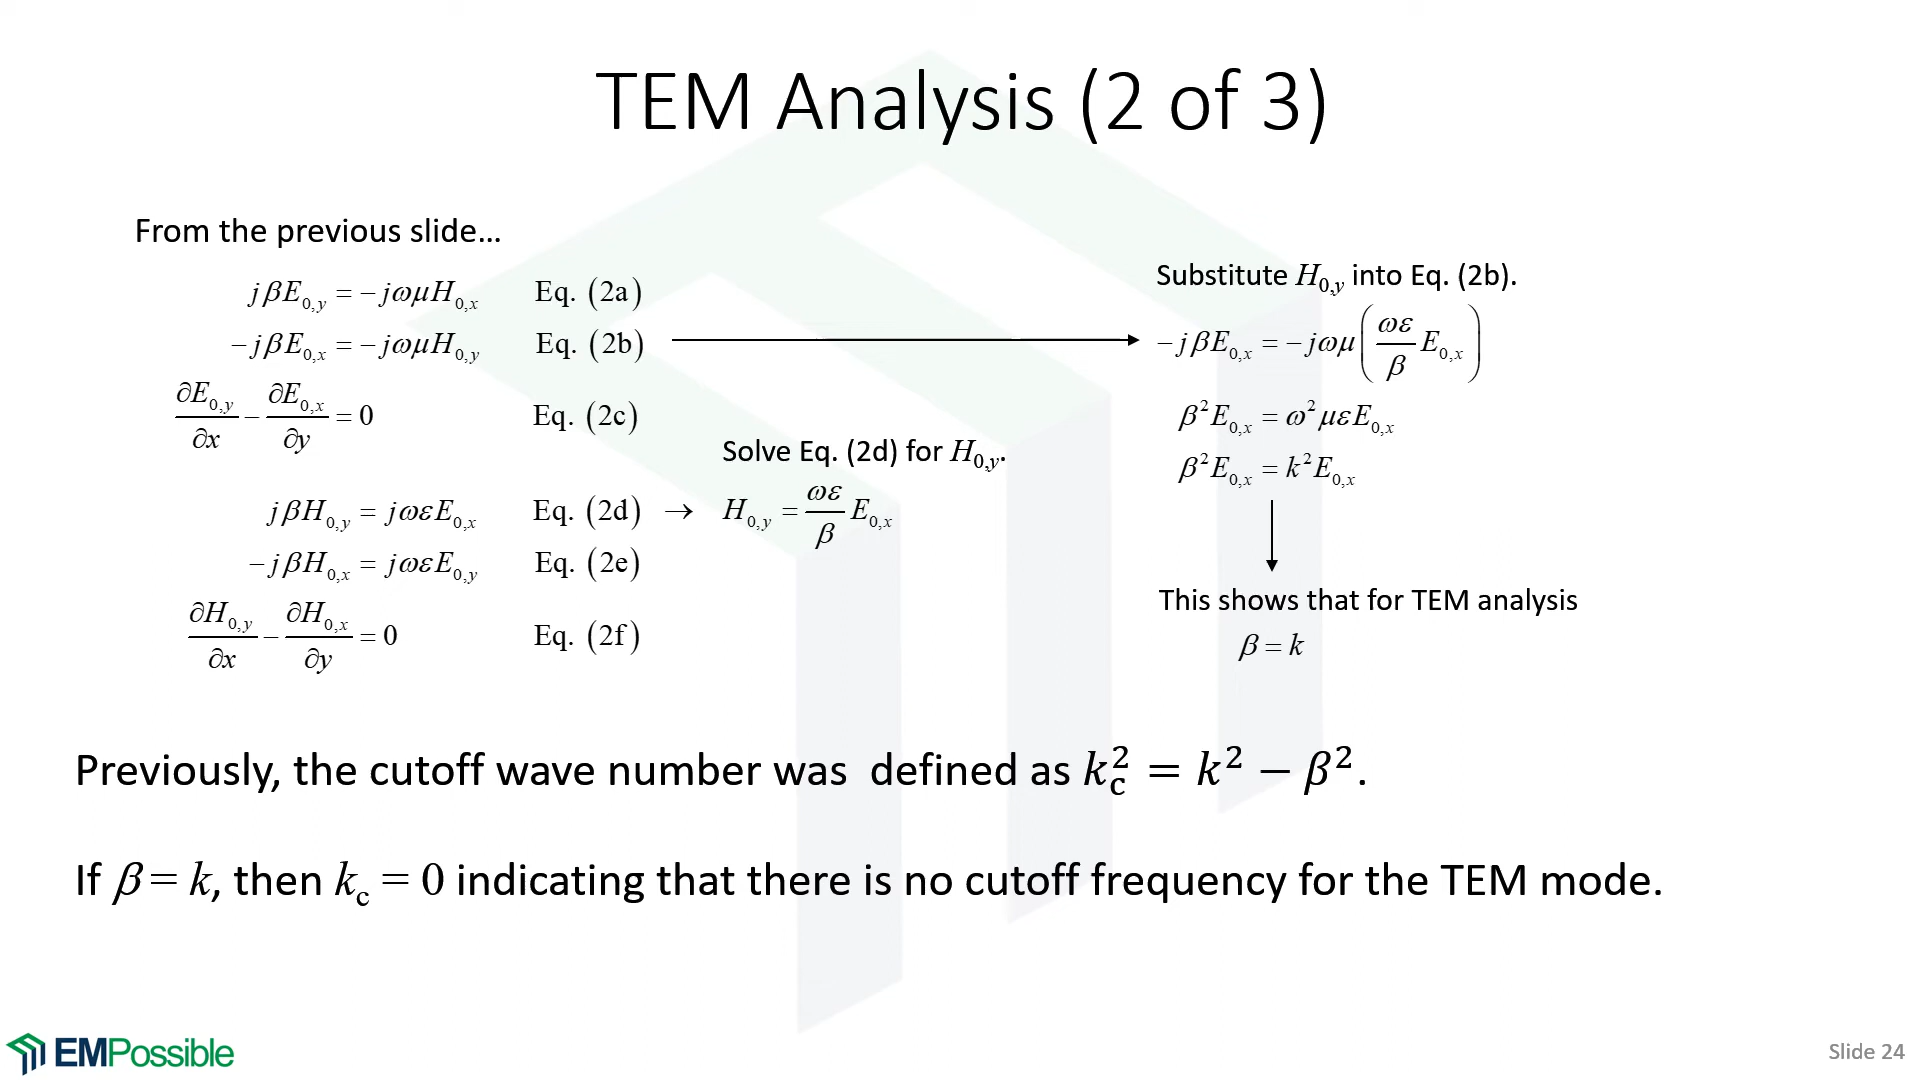 TEM Analysis (2 of 3)
From the previous slide…
jβE₀,y = −jωμH₀,x Eq. (2a)
−jβE₀,x = −jωμH₀,y Eq. (2b)
∂E₀,y/∂x − ∂E₀,x/∂y = 0 Eq. (2c)
jβH₀,y = jωεE₀,x Eq. (2d) →
−jβH₀,x = jωεE₀,y Eq. (2e)
∂H₀,y/∂x − ∂H₀,x/∂y = 0 Eq. (2f)
Solve Eq. (2d) for H₀,y.
H₀,y = ωε/β E₀,x
Substitute H₀,y into Eq. (2b).
−jβE₀,x = −jωμ(ωε/β E₀,x)
β²E₀,x = ω²μεE₀,x
β²E₀,x = k²E₀,x
This shows that for TEM analysis
β = k
Previously, the cutoff wave number was defined as k_c² = k² − β².
If β = k, then k_c = 0 indicating that there is no cutoff frequency for the TEM mode.
EMPossible
Slide 24